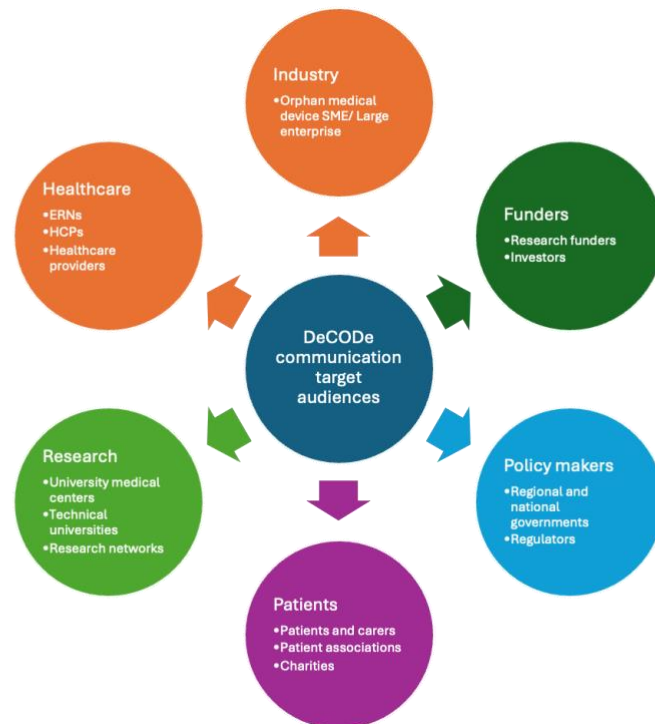 Industry
•Orphan medical
device SME/ Large
enterprise
Healthcare
•ERNs
•HCPs
•Healthcare
providers
Funders
•Research funders
•Investors
DeCODe
communication
target
audiences
Research
•University medical
centers
•Technical
universities
•Research networks
Policy makers
•Regional and
national
governments
•Regulators
Patients
•Patients and carers
•Patient associations
•Charities